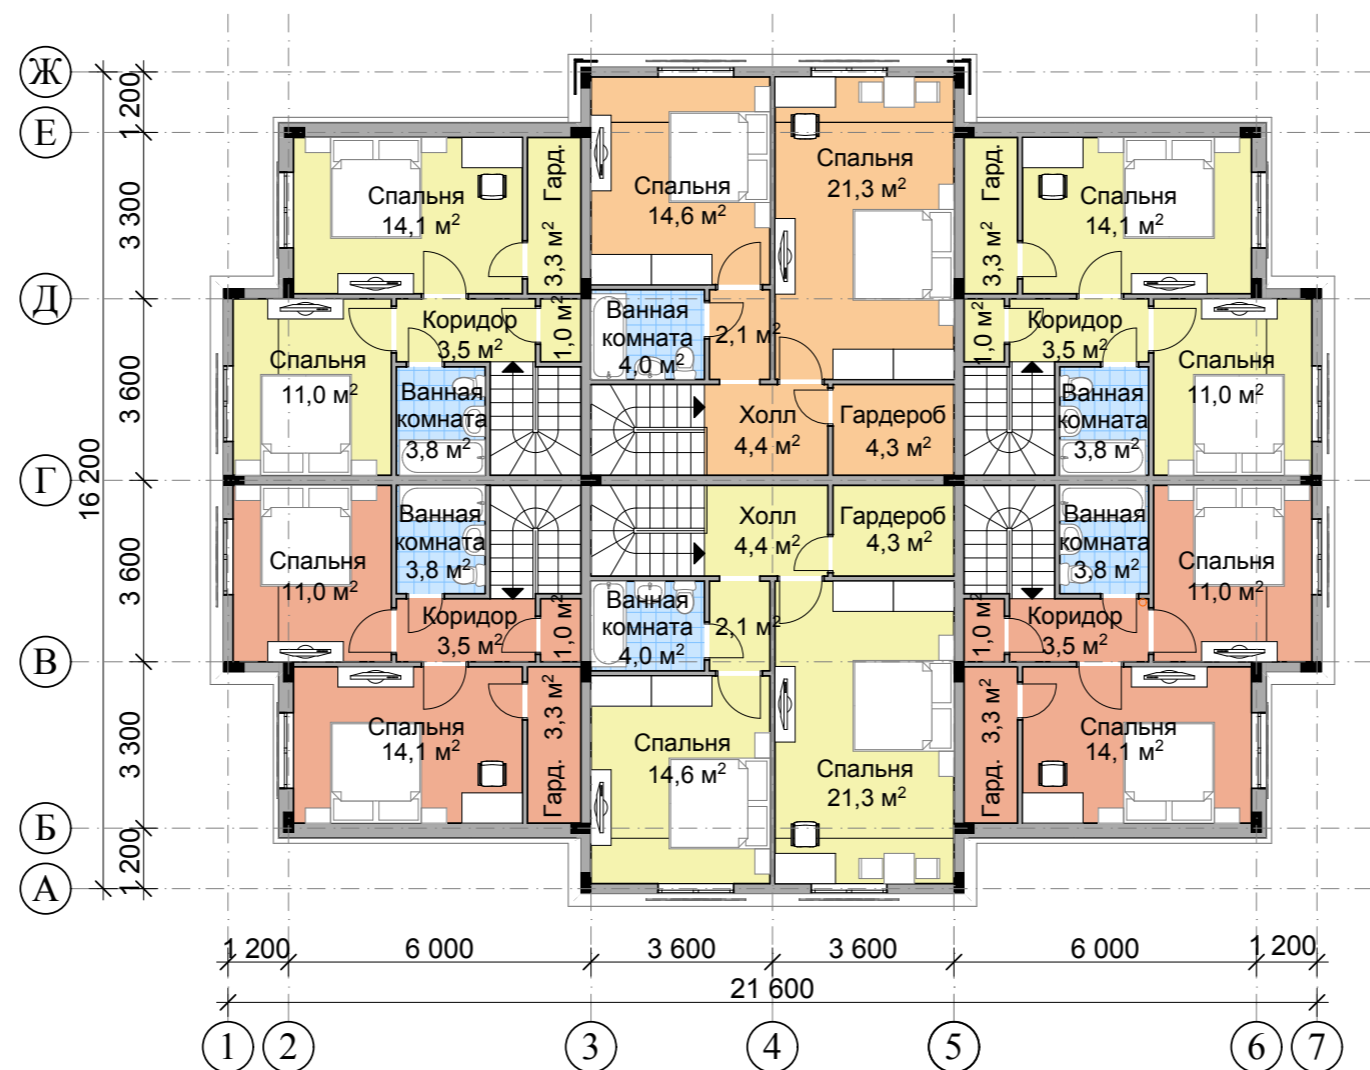 Ж
Е
Д
Г
В
Б
А
1 200
3 300
3 600
3 600
3 300
1 200
16 200
Спальня
14,1 м²
Гард.
3,3 м²
Спальня
14,6 м²
Спальня
21,3 м²
Гард.
3,3 м²
Спальня
14,1 м²
Спальня
11,0 м²
Коридор
3,5 м²
1,0 м²
Ванная
комната
3,8 м²
Ванная
комната
4,0 м²
2,1 м²
Холл
4,4 м²
Гардероб
4,3 м²
1,0 м²
Коридор
3,5 м²
Ванная
комната
3,8 м²
Спальня
11,0 м²
Спальня
11,0 м²
Ванная
комната
3,8 м²
Коридор
3,5 м²
1,0 м²
Холл
4,4 м²
Гардероб
4,3 м²
Ванная
комната
4,0 м²
2,1 м²
Ванная
комната
3,8 м²
1,0 м²
Коридор
3,5 м²
Спальня
11,0 м²
Спальня
14,1 м²
Гард.
3,3 м²
Спальня
14,6 м²
Спальня
21,3 м²
Гард.
3,3 м²
Спальня
14,1 м²
1 200
6 000
3 600
3 600
6 000
1 200
21 600
1
2
3
4
5
6
7